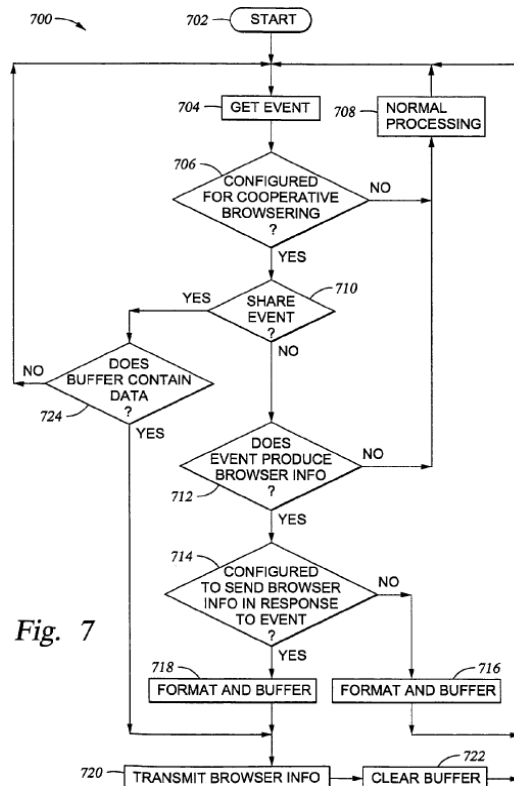 700
702
START
704
GET EVENT
708
NORMAL
PROCESSING
706
CONFIGURED
FOR COOPERATIVE
BROWSERING
?
NO
YES
710
SHARE
EVENT
?
YES
NO
DOES
BUFFER CONTAIN
DATA
?
NO
724
YES
DOES
EVENT PRODUCE
BROWSER INFO
?
712
NO
YES
714
CONFIGURED
TO SEND BROWSER
INFO IN RESPONSE
TO EVENT
?
NO
YES
Fig. 7
718
FORMAT AND BUFFER
716
FORMAT AND BUFFER
720
TRANSMIT BROWSER INFO
722
CLEAR BUFFER